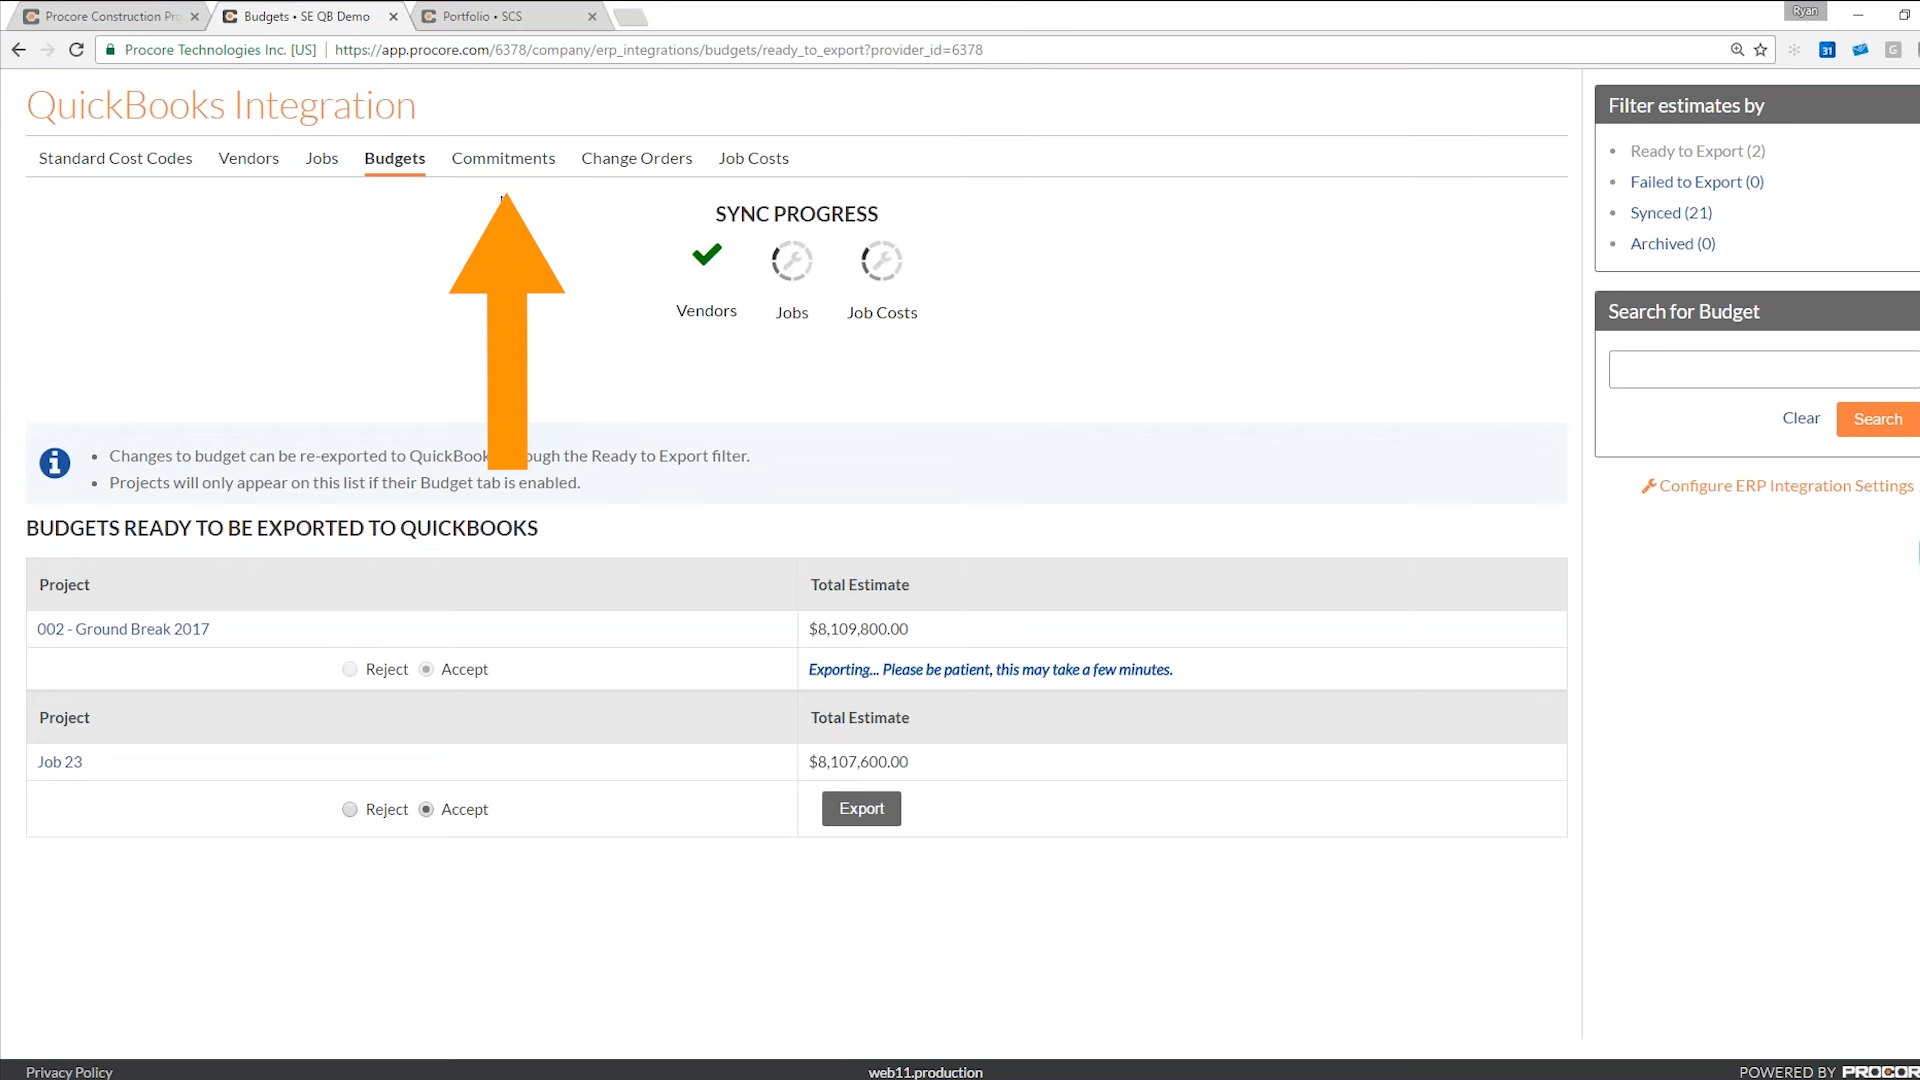 Procore Construction Pro
Budgets • SE QB Demo
Portfolio • SCS
Ryan
Procore Technologies Inc. [US]
https://app.procore.com/6378/company/erp_integrations/budgets/ready_to_export?provider_id=6378
31
G
QuickBooks Integration
Standard Cost Codes Vendors Jobs Budgets Commitments Change Orders Job Costs
SYNC PROGRESS
Vendors Jobs Job Costs
• Changes to budget can be re-exported to QuickBook ough the Ready to Export filter.
• Projects will only appear on this list if their Budget tab is enabled.
BUDGETS READY TO BE EXPORTED TO QUICKBOOKS
Project Total Estimate
002 - Ground Break 2017 $8,109,800.00
Reject Accept Exporting... Please be patient, this may take a few minutes.
Project Total Estimate
Job 23 $8,107,600.00
Reject Accept Export
Filter estimates by
• Ready to Export (2)
• Failed to Export (0)
• Synced (21)
• Archived (0)
Search for Budget
Clear Search
Configure ERP Integration Settings
Privacy Policy
web11.production
POWERED BY PROCOR